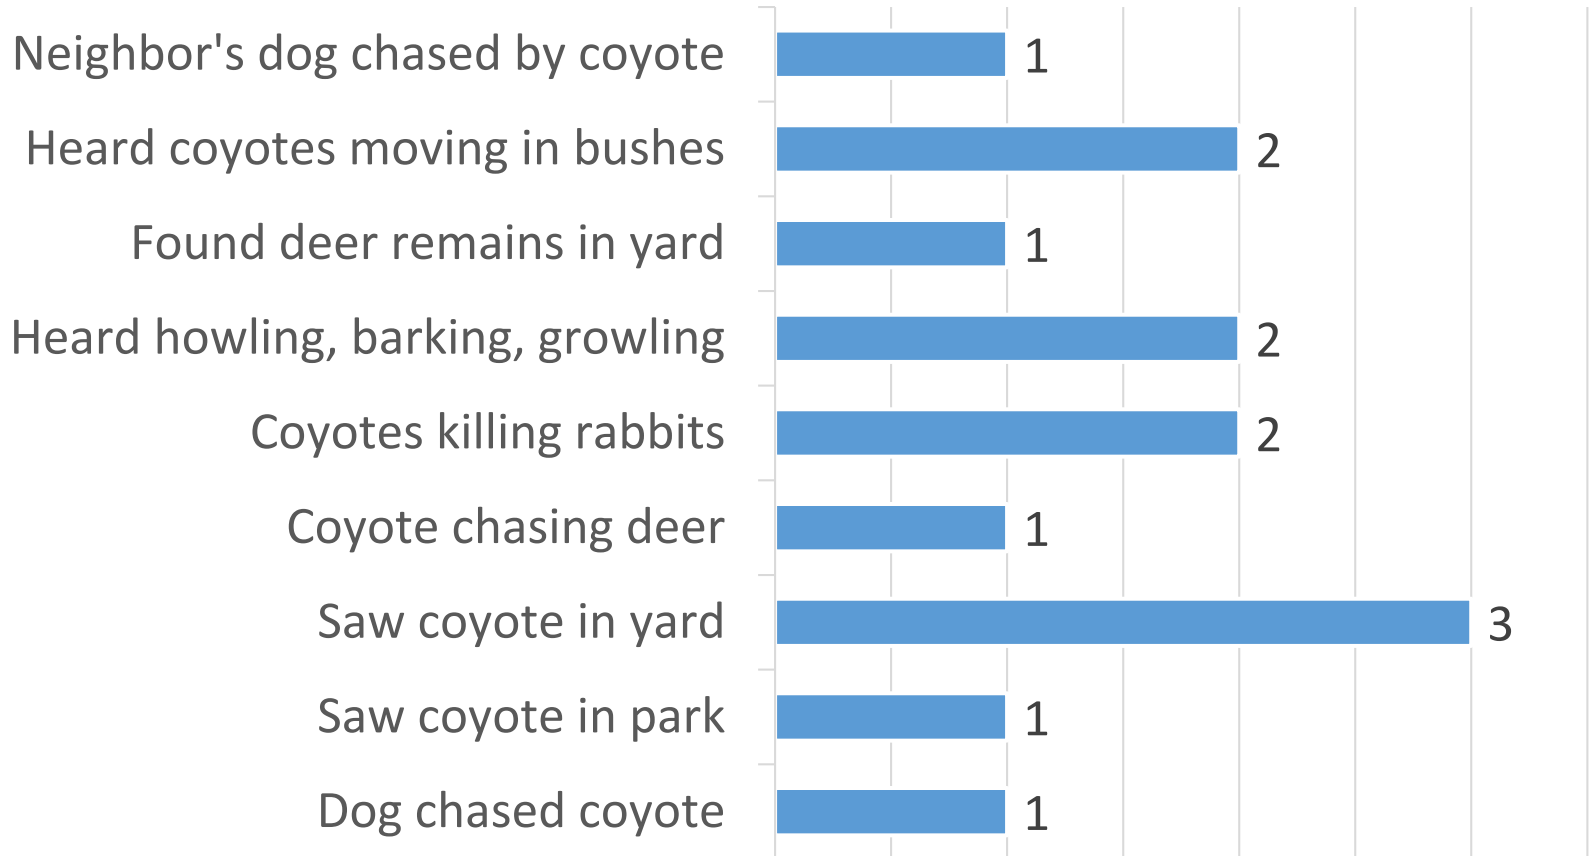 Neighbor's dog chased by coyote 1
Heard coyotes moving in bushes 2
Found deer remains in yard 1
Heard howling, barking, growling 2
Coyotes killing rabbits 2
Coyote chasing deer 1
Saw coyote in yard 3
Saw coyote in park 1
Dog chased coyote 1